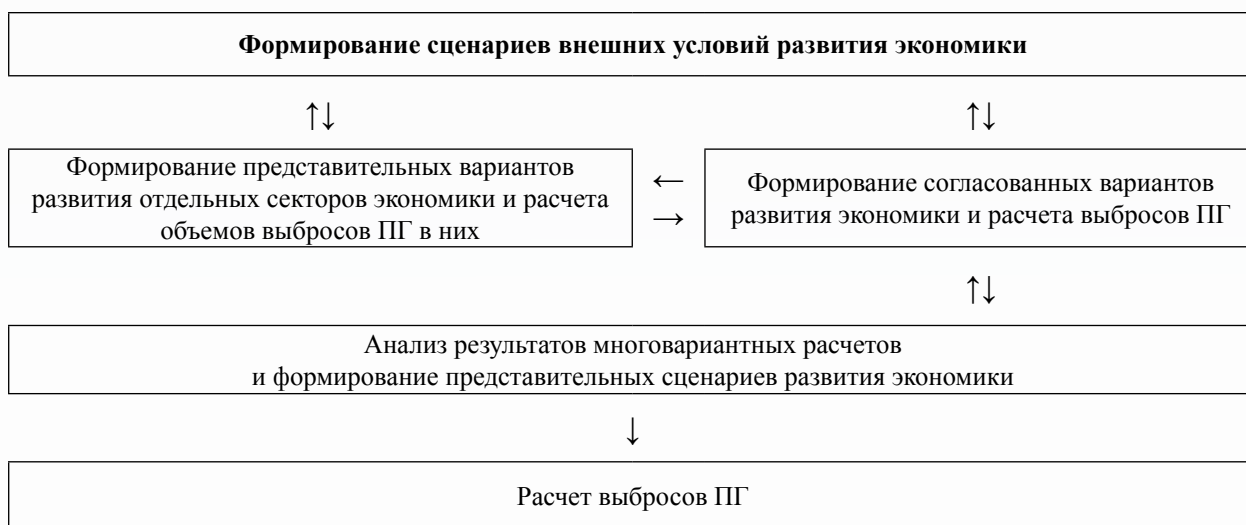 Формирование сценариев внешних условий развития экономики
↑↓ ↑↓
Формирование представительных вариантов
развития отдельных секторов экономики и расчета
объемов выбросов ПГ в них
← →
Формирование согласованных вариантов
развития экономики и расчета выбросов ПГ
↑↓
Анализ результатов многовариантных расчетов
и формирование представительных сценариев развития экономики
↓
Расчет выбросов ПГ